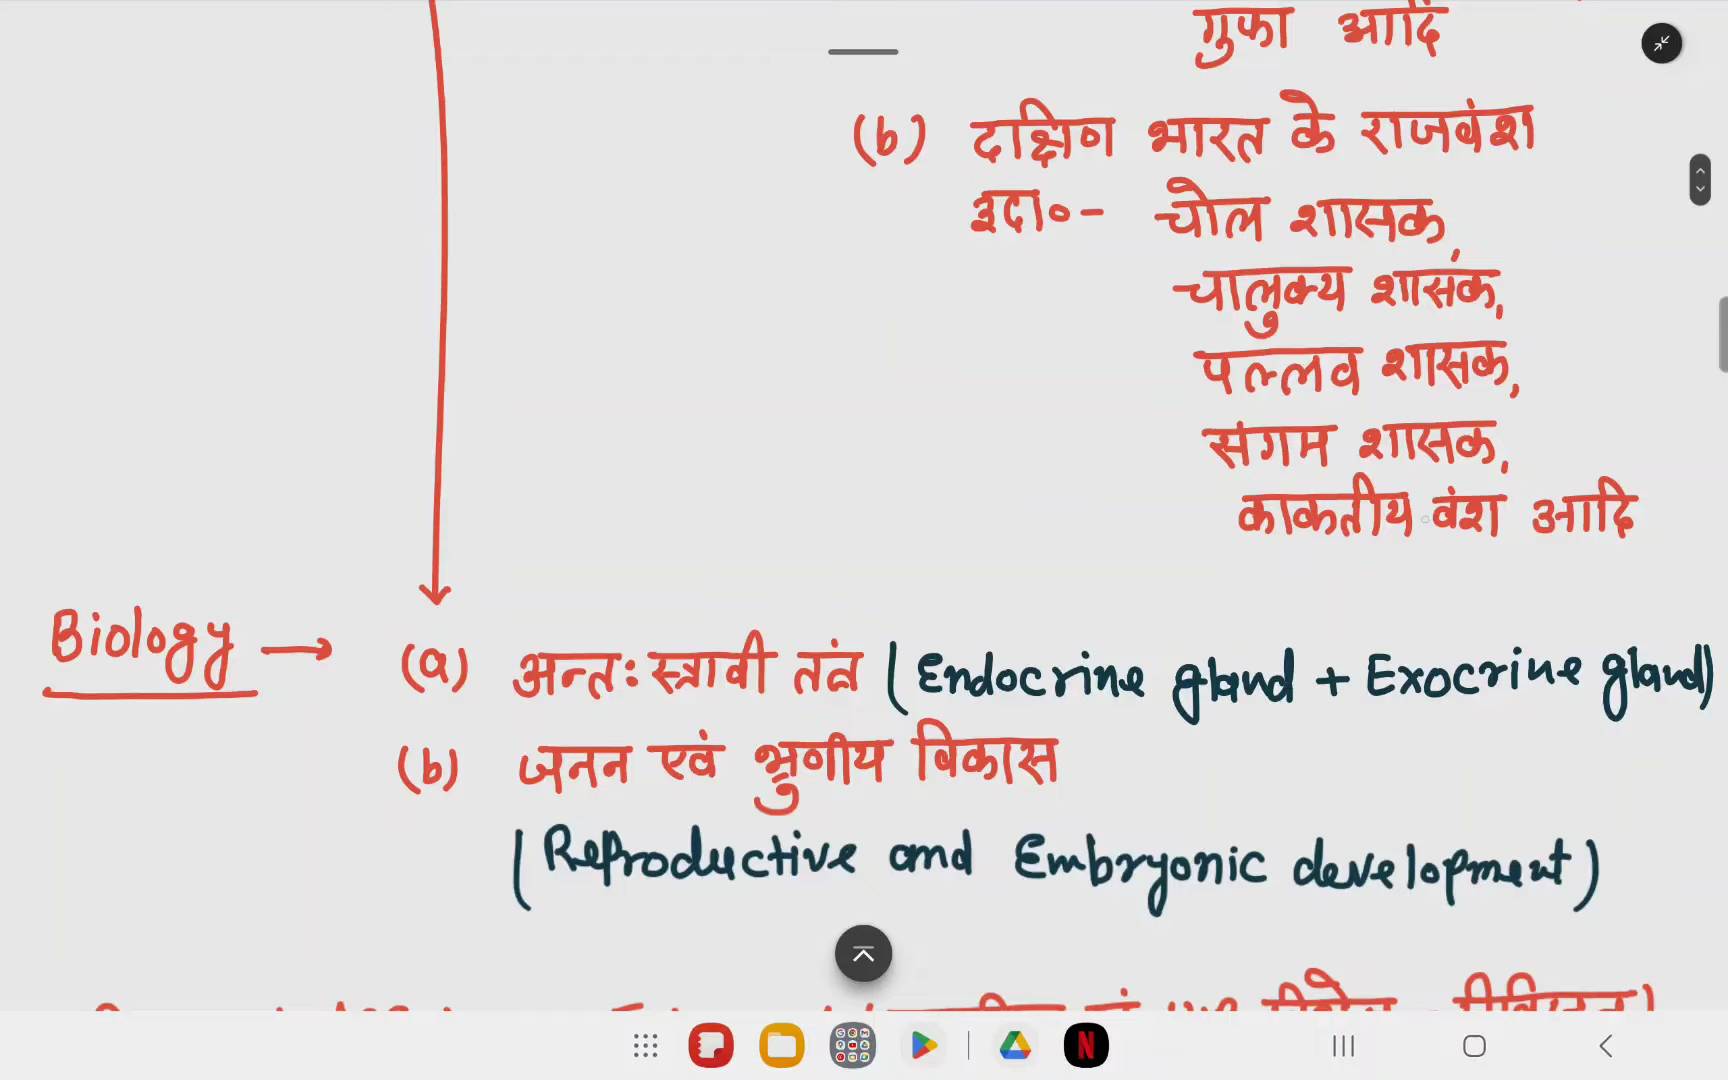 गुफा आदि
(b) दक्षिण भारत के राजवंश
उदा०- चोल शासक,
चालुक्य शासक,
पल्लव शासक,
संगम शासक,
काकतीय वंश आदि
Biology → (a) अन्तः स्त्रावी तंत्र (Endocrine gland + Exocrine gland)
(b) जनन एवं भ्रुणीय विकास
(Reproductive and Embryonic development)
N